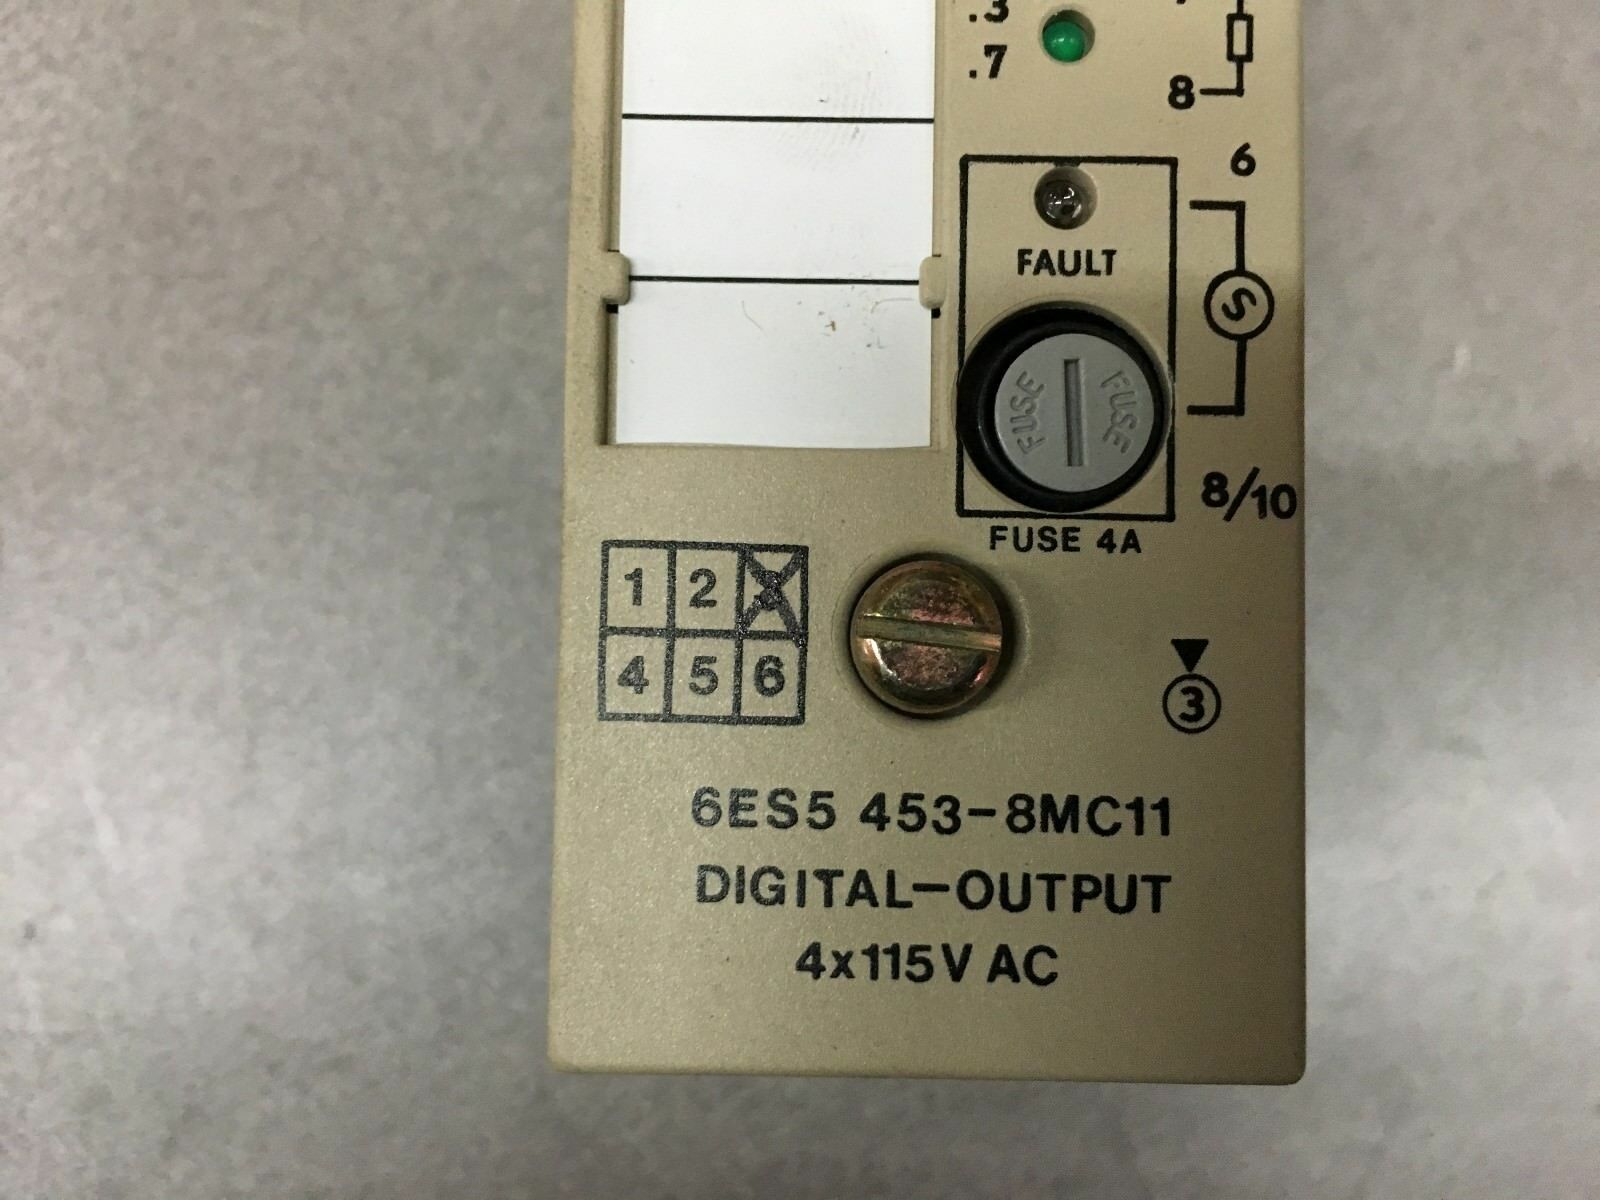 .3
.7
8
6
FAULT
S
FUSE FUSE
8/10
FUSE 4A
1 2 3
4 5 6
3
6ES5 453-8MC11
DIGITAL-OUTPUT
4x115V AC